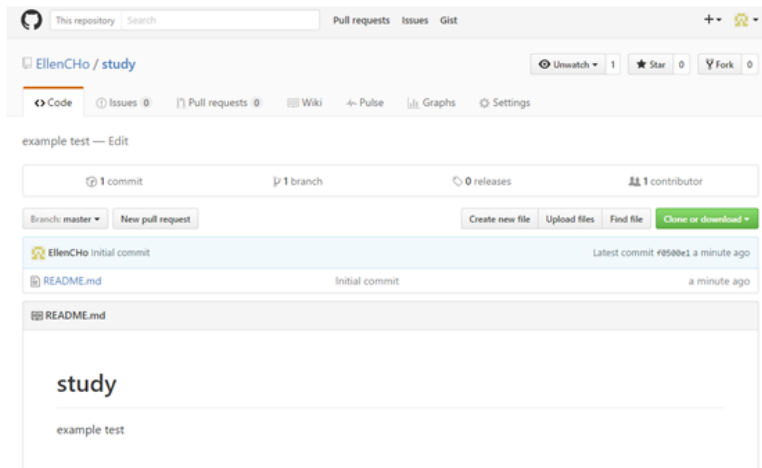 This repository Search Pull requests Issues Gist
EllenCHo / study Unwatch 1 Star 0 Fork 0
Code Issues 0 Pull requests 0 Wiki Pulse Graphs Settings
example test — Edit
1 commit 1 branch 0 releases 1 contributor
Branch: master New pull request Create new file Upload files Find file Clone or download
EllenCHo Initial commit Latest commit f0500e1 a minute ago
README.md Initial commit a minute ago
README.md
study
example test